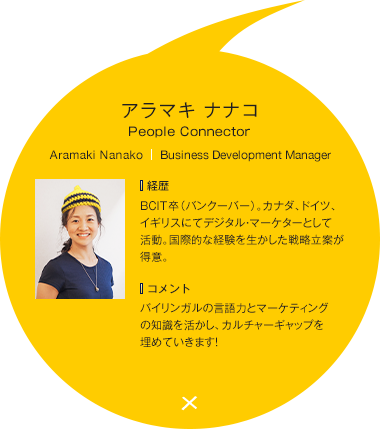 アラマキ ナナコ
People Connector
Aramaki Nanako | Business Development Manager
経歴
BCIT卒（バンクーバー）。カナダ、ドイツ、
イギリスにてデジタル・マーケターとして
活動。国際的な経験を生かした戦略立案が
得意。
コメント
バイリンガルの言語力とマーケティング
の知識を活かし、カルチャーギャップを
埋めていきます!